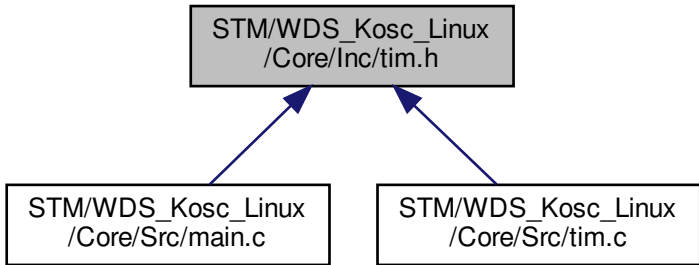 STM/WDS_Kosc_Linux
/Core/Inc/tim.h
STM/WDS_Kosc_Linux
/Core/Src/main.c
STM/WDS_Kosc_Linux
/Core/Src/tim.c